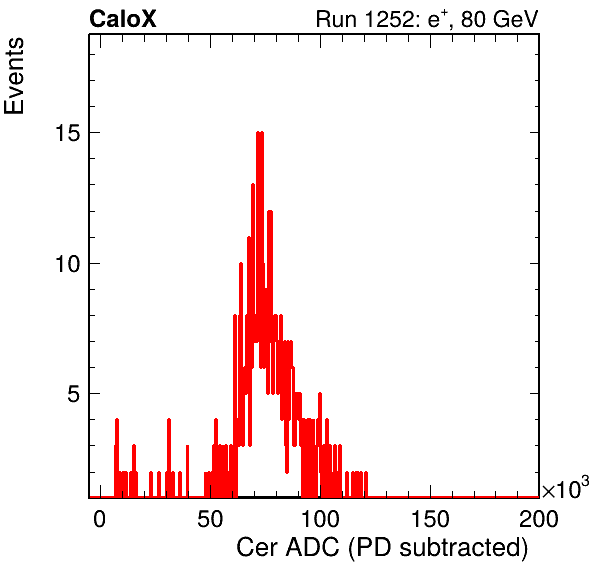 CaloX Run 1252: e⁺, 80 GeV
Events
15
10
5
0 50 100 150 200
×10³
Cer ADC (PD subtracted)